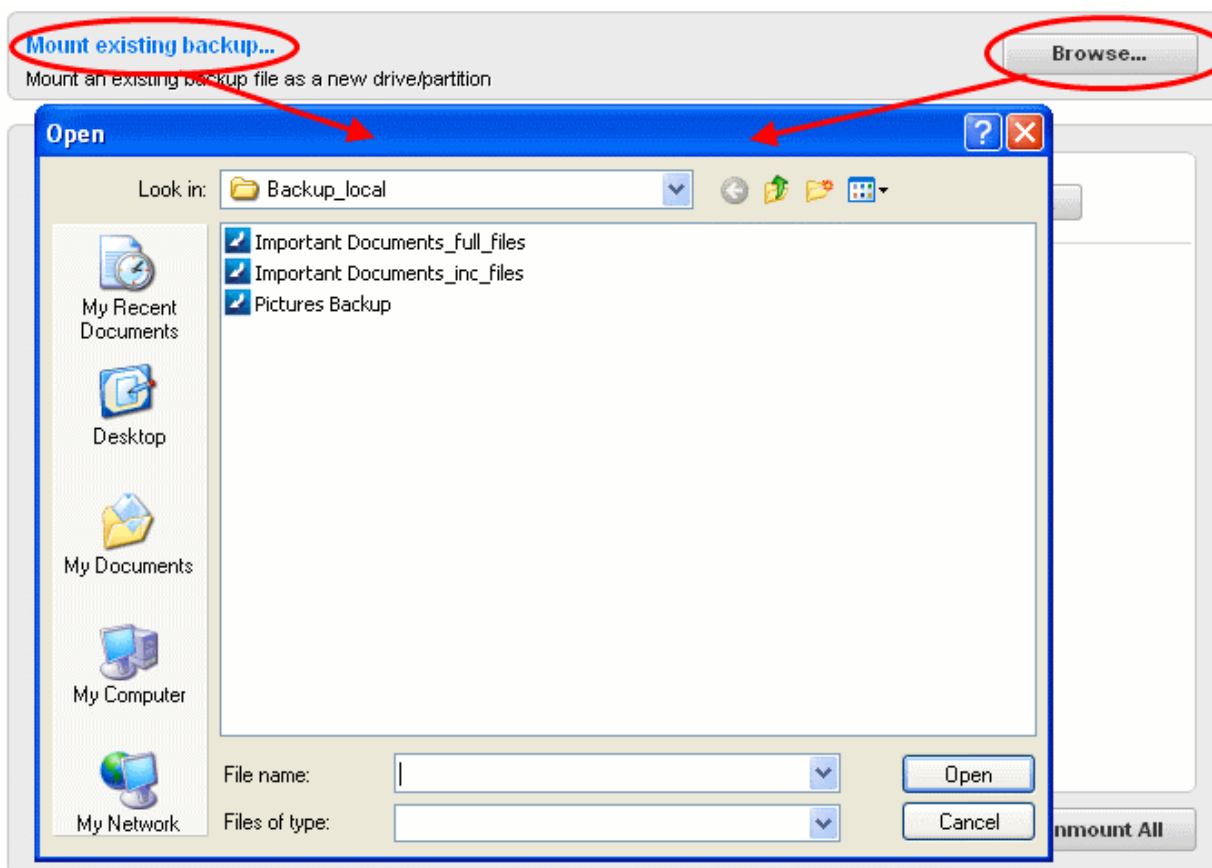 Mount existing backup...
Browse...
Mount an existing backup file as a new drive/partition
Open
Look in:
Backup_local
Important Documents_full_files
Important Documents_inc_files
Pictures Backup
My Recent
Documents
Desktop
My Documents
My Computer
My Network
File name:
Open
Files of type:
Cancel
nmount All